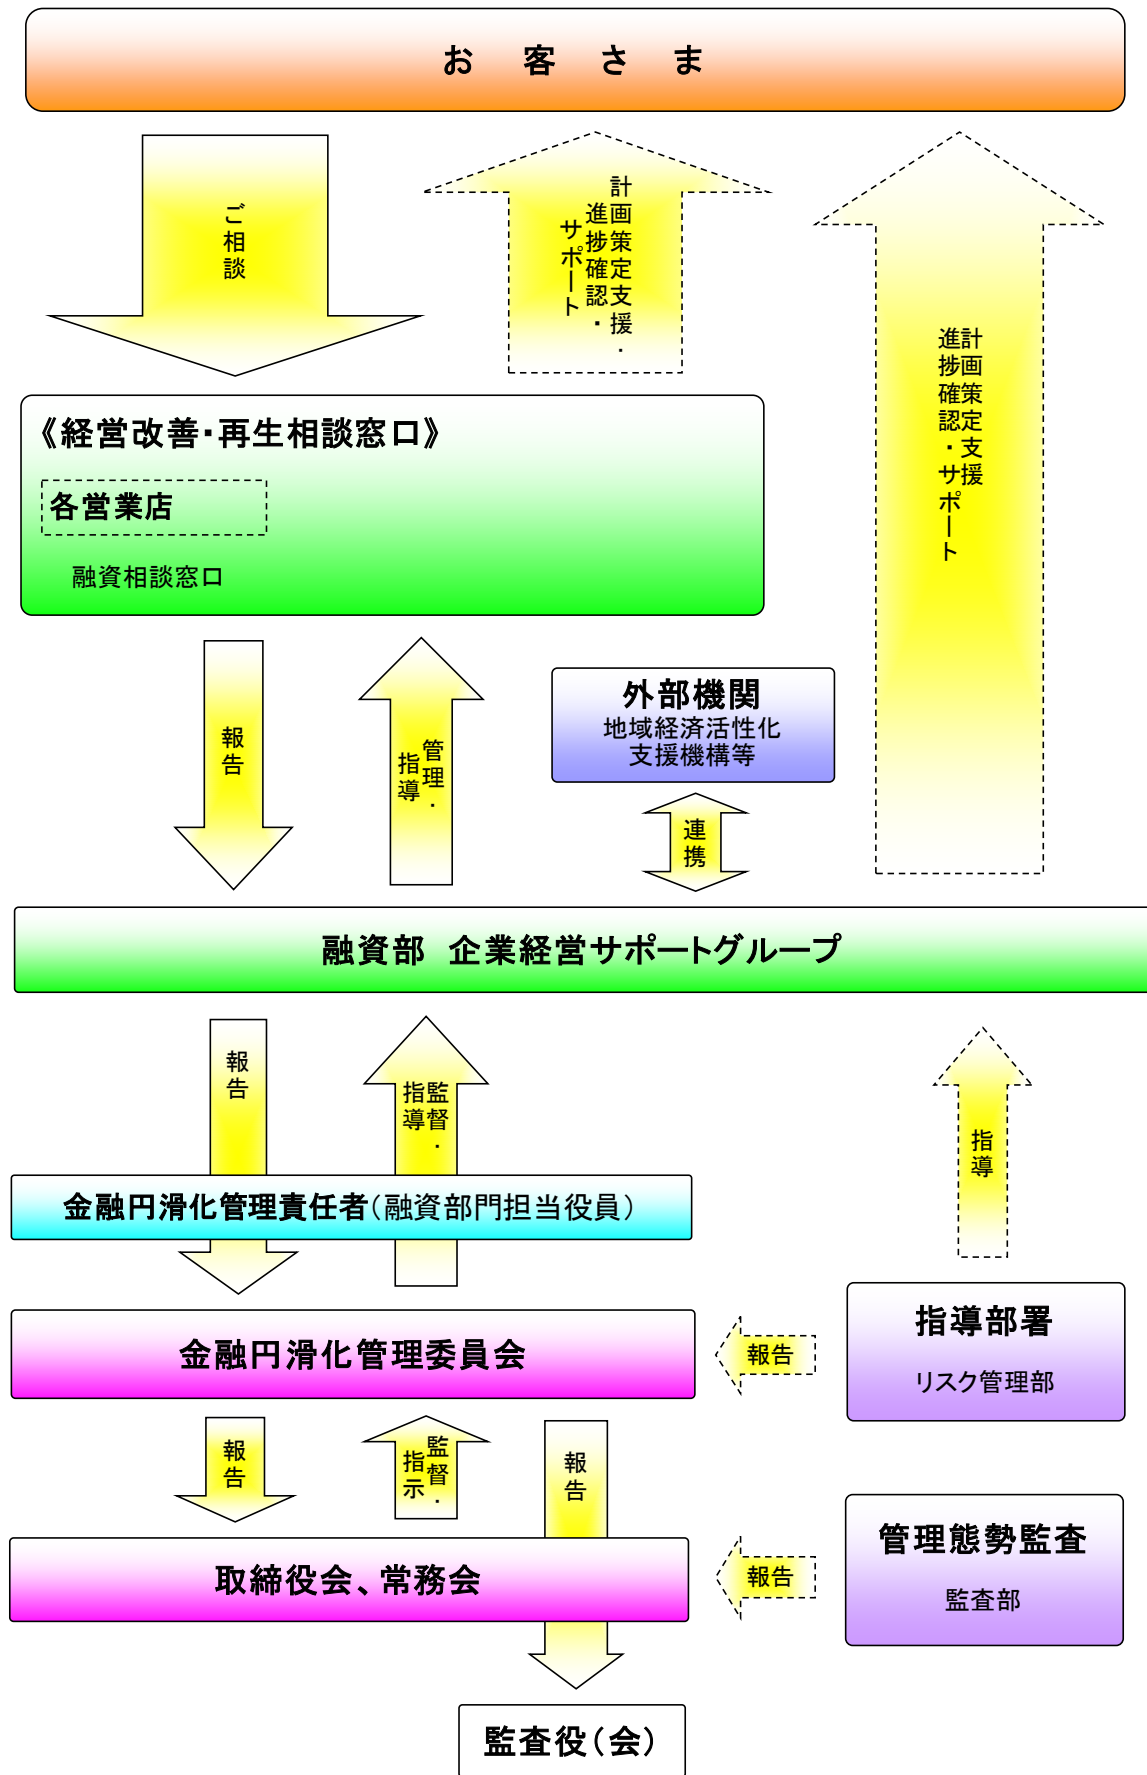 お 客 さ ま
ご相談
計画策定支援・
進捗確認・
サポート
計画策定支援
進捗確認・サポート
《経営改善・再生相談窓口》
各営業店
融資相談窓口
報告
管理・
指導
外部機関
地域経済活性化
支援機構等
連携
融資部 企業経営サポートグループ
報告
監督・
指導
指導
金融円滑化管理責任者(融資部門担当役員)
金融円滑化管理委員会
報告
指導部署
リスク管理部
報告
監督・
指示
報告
取締役会、常務会
報告
管理態勢監査
監査部
監査役(会)